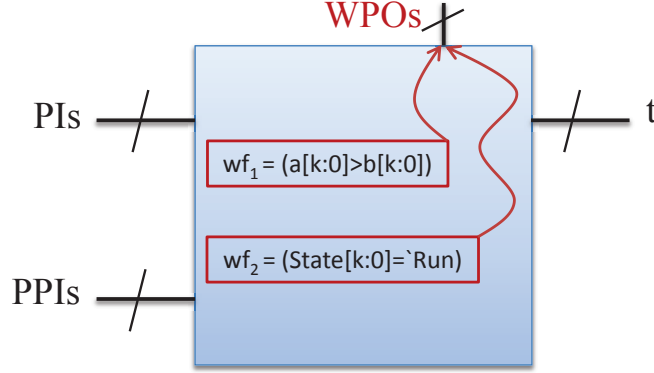 WPOs
PIs
t
wf1 = (a[k:0]>b[k:0])
wf2 = (State[k:0]=`Run)
PPIs